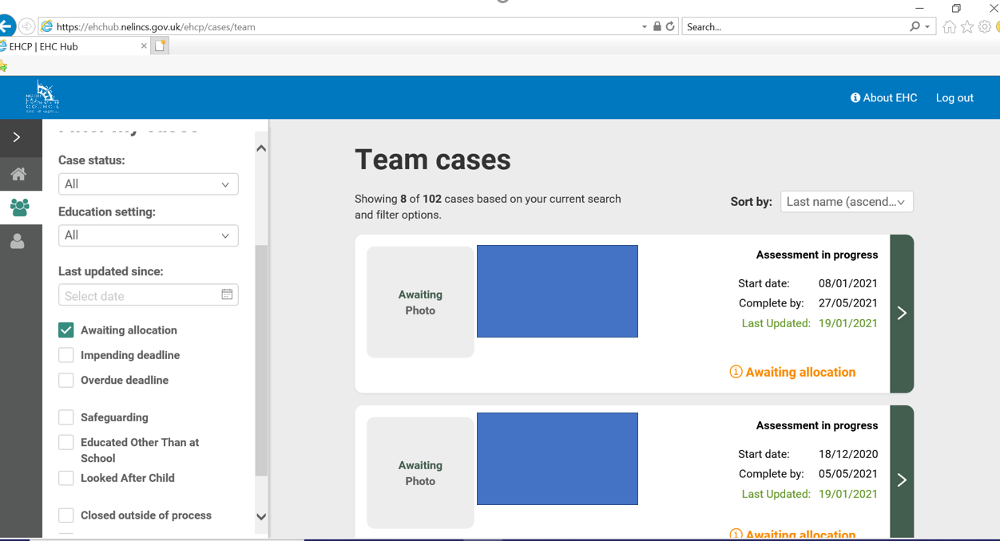 https://ehchub.nelincs.gov.uk/ehcp/cases/team
Search...
EHCP | EHC Hub
About EHC
Log out
Case status:
All
Education setting:
All
Last updated since:
Select date
Awaiting allocation
Impending deadline
Overdue deadline
Safeguarding
Educated Other Than at
School
Looked After Child
Closed outside of process
Team cases
Showing 8 of 102 cases based on your current search
and filter options.
Sort by:
Last name (ascend...
Awaiting
Photo
Assessment in progress
Start date: 08/01/2021
Complete by: 27/05/2021
Last Updated: 19/01/2021
Awaiting allocation
Awaiting
Photo
Assessment in progress
Start date: 18/12/2020
Complete by: 05/05/2021
Last Updated: 19/01/2021
Awaiting allocation